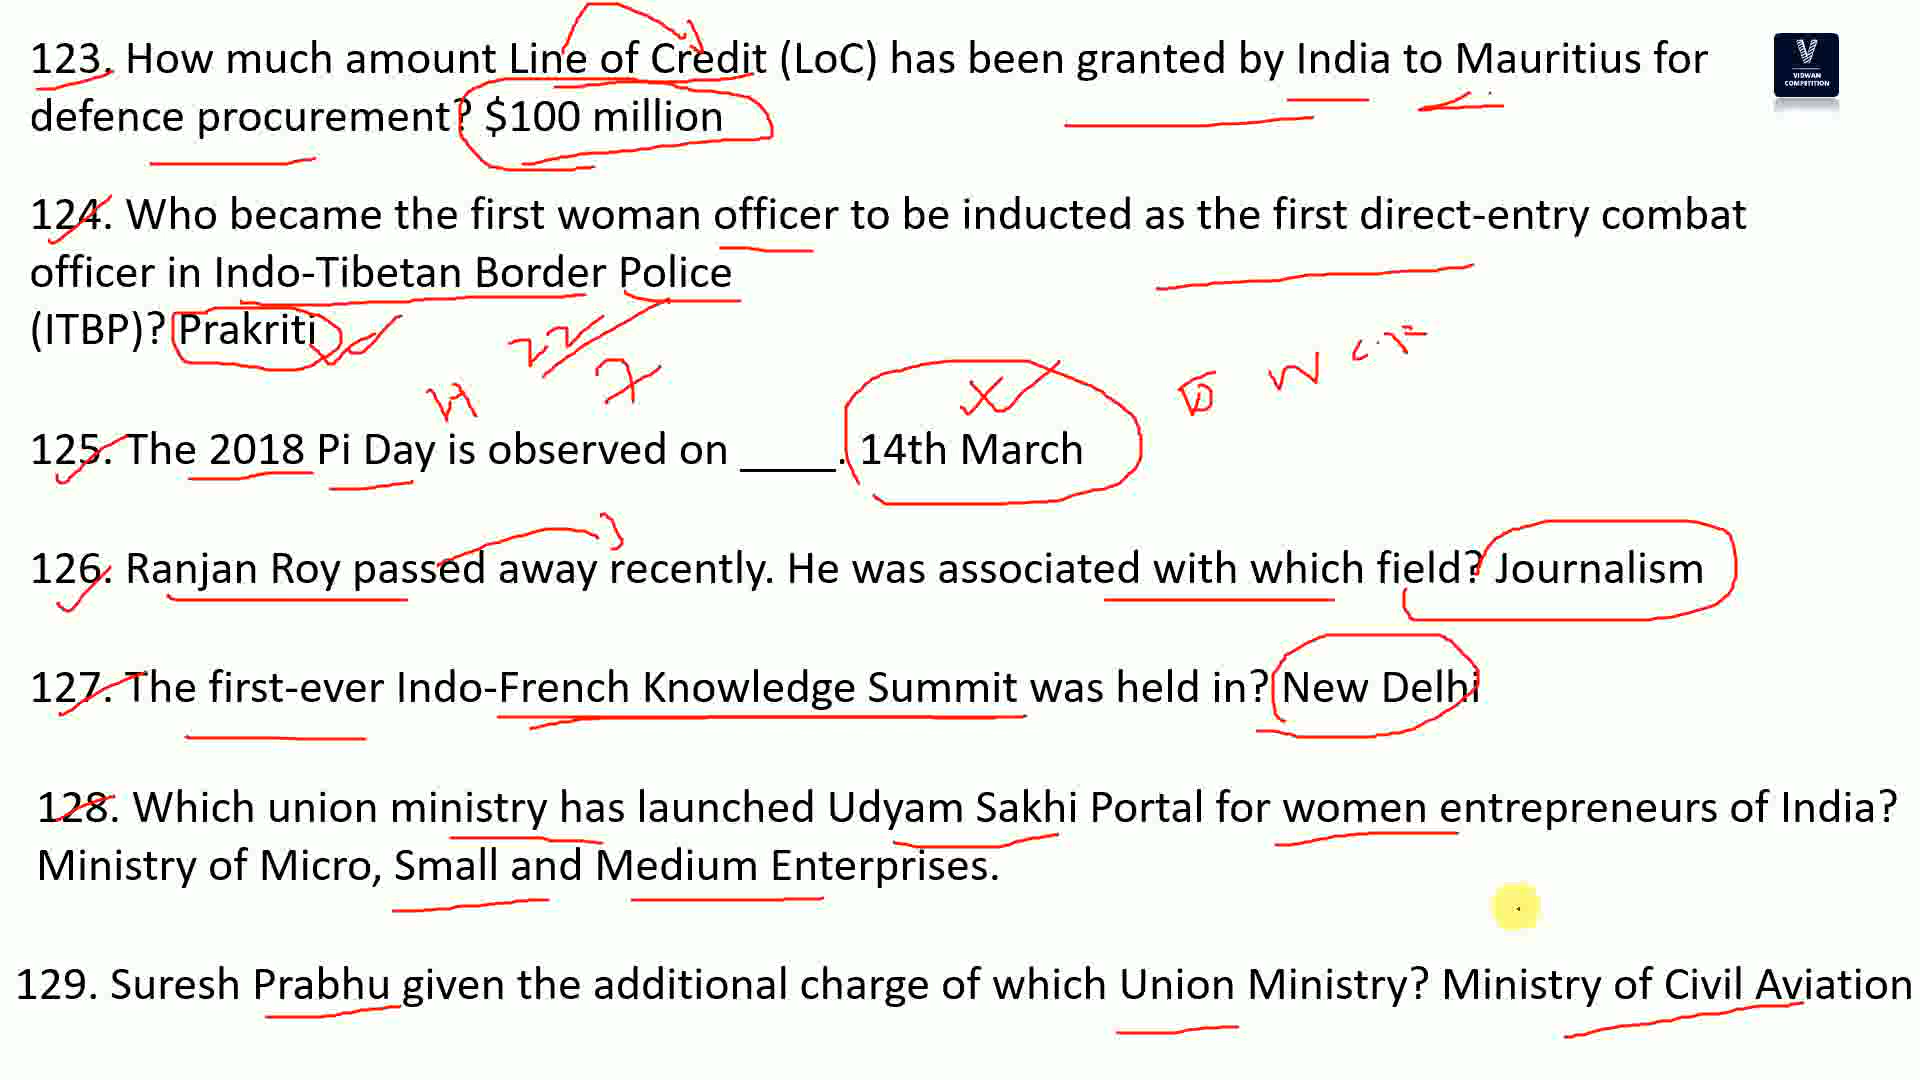 123. How much amount Line of Credit (LoC) has been granted by India to Mauritius for
defence procurement? $100 million
VIDWAN
COMPETITION
124. Who became the first woman officer to be inducted as the first direct-entry combat
officer in Indo-Tibetan Border Police
(ITBP)? Prakriti
22
7
125. The 2018 Pi Day is observed on ____. 14th March
126. Ranjan Roy passed away recently. He was associated with which field? Journalism
127. The first-ever Indo-French Knowledge Summit was held in? New Delhi
128. Which union ministry has launched Udyam Sakhi Portal for women entrepreneurs of India?
Ministry of Micro, Small and Medium Enterprises.
129. Suresh Prabhu given the additional charge of which Union Ministry? Ministry of Civil Aviation